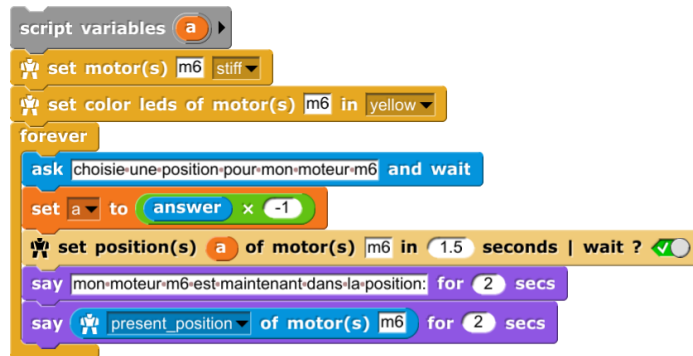 script variables a
set motor(s) m6 stiff
set color leds of motor(s) m6 in yellow
forever
ask choisie une position pour mon moteur m6 and wait
set a to answer × -1
set position(s) a of motor(s) m6 in 1.5 seconds | wait ?
say mon moteur m6 est maintenant dans la position: for 2 secs
say present_position of motor(s) m6 for 2 secs